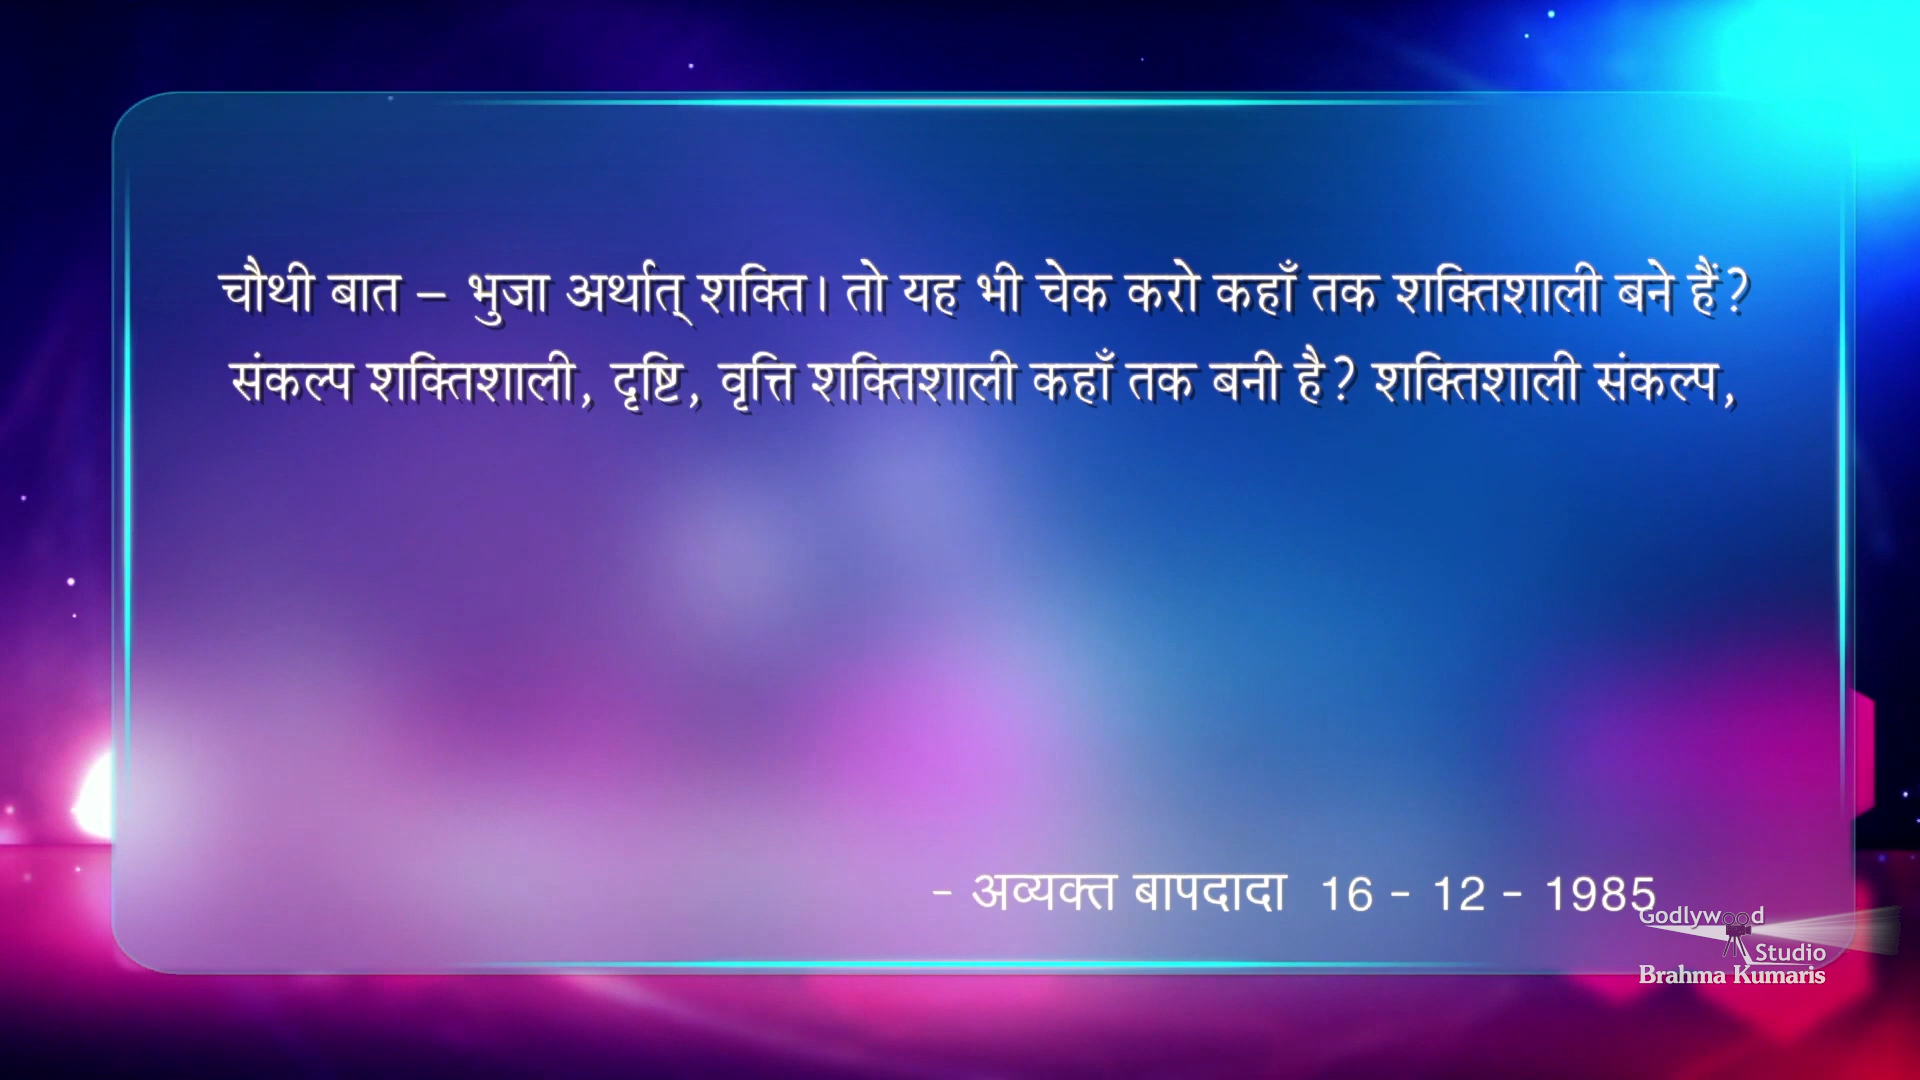 चौथी बात – भुजा अर्थात् शक्ति। तो यह भी चेक करो कहाँ तक शक्तिशाली बने हैं?
संकल्प शक्तिशाली, दृष्टि, वृत्ति शक्तिशाली कहाँ तक बनी है? शक्तिशाली संकल्प,
- अव्यक्त बापदादा 16 - 12 - 1985
Godlywood
Studio
Brahma Kumaris